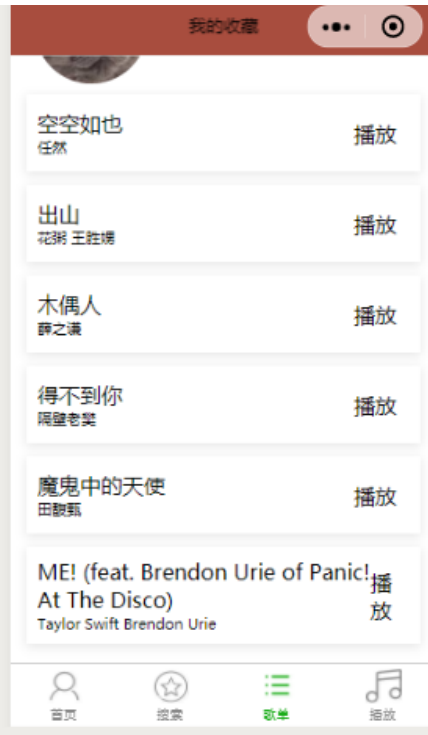 我的收藏
空空如也
任然
播放
出山
花粥 王胜娚
播放
木偶人
薛之谦
播放
得不到你
隔壁老樊
播放
魔鬼中的天使
田馥甄
播放
ME! (feat. Brendon Urie of Panic!
At The Disco)
Taylor Swift Brendon Urie
播
放
首页
搜索
歌单
播放